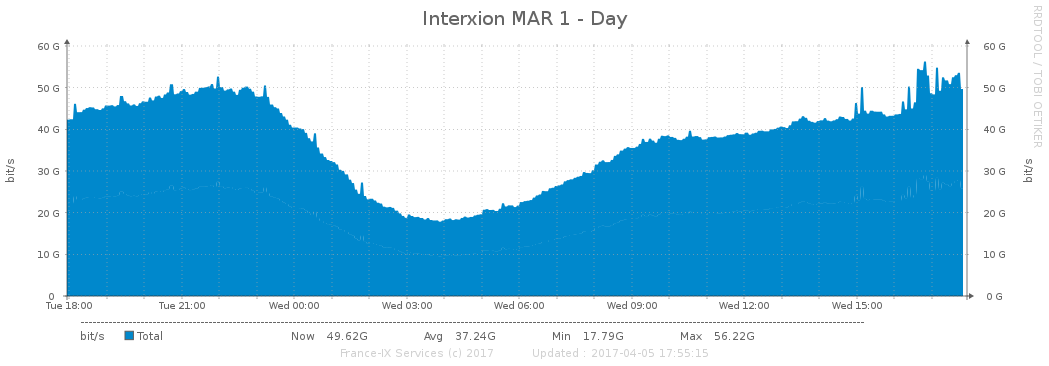 Interxion MAR 1 - Day
RRDTOOL / TOBI OETIKER
60 G 60 G
50 G 50 G
40 G 40 G
30 G 30 G
20 G 20 G
10 G 10 G
0 0 G
bit/s bit/s
Tue 18:00 Tue 21:00 Wed 00:00 Wed 03:00 Wed 06:00 Wed 09:00 Wed 12:00 Wed 15:00
bit/s Total Now 49.62G Avg 37.24G Min 17.79G Max 56.22G
France-IX Services (c) 2017 Updated : 2017-04-05 17:55:15